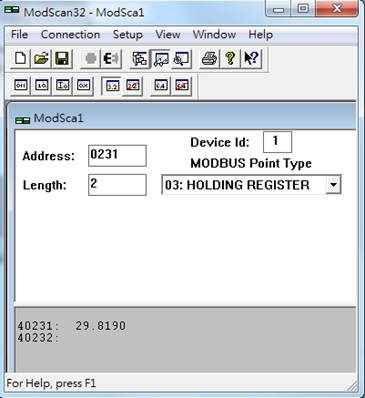 ModScan32 - ModSca1
File Connection Setup View Window Help
ModSca1
Address: 0231
Device Id: 1
MODBUS Point Type
Length: 2
03: HOLDING REGISTER
40231: 29.8190
40232:
For Help, press F1